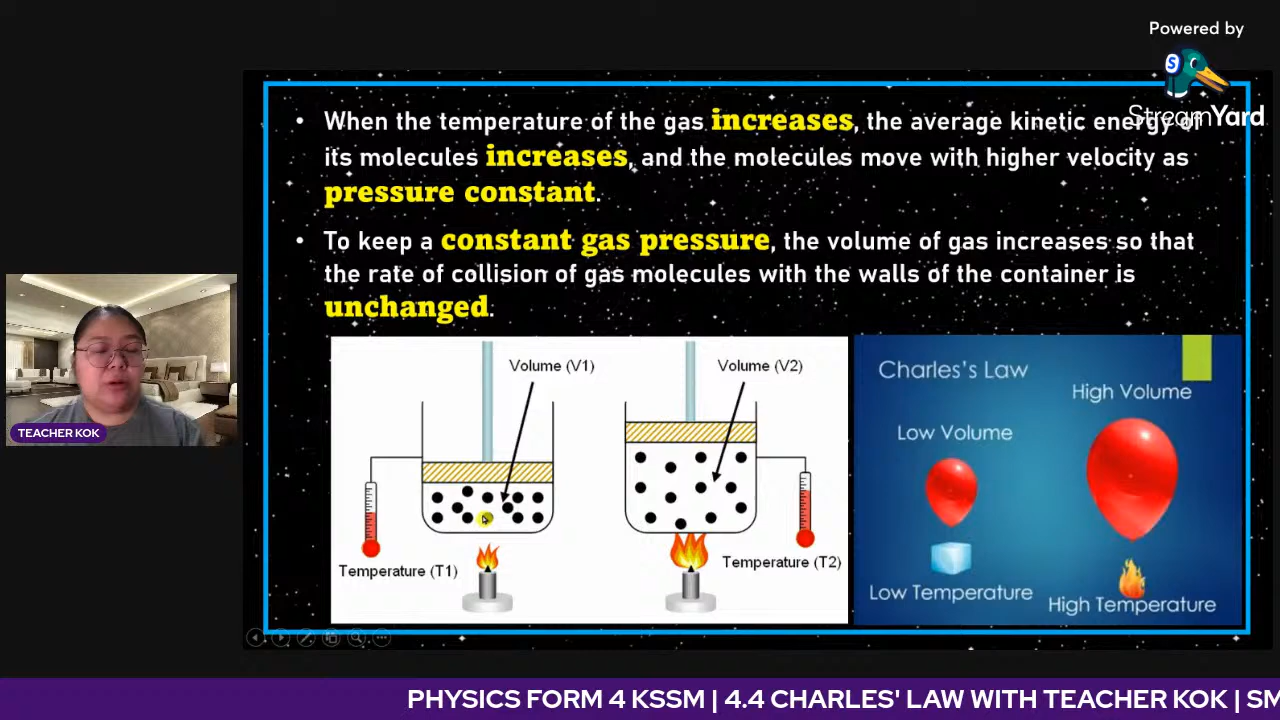 Powered by
StreamYard
• When the temperature of the gas increases, the average kinetic energy of
its molecules increases, and the molecules move with higher velocity as
pressure constant.
• To keep a constant gas pressure, the volume of gas increases so that
the rate of collision of gas molecules with the walls of the container is
unchanged.
Volume (V1)
Volume (V2)
Temperature (T1)
Temperature (T2)
Charles's Law
High Volume
Low Volume
Low Temperature
High Temperature
TEACHER KOK
PHYSICS FORM 4 KSSM | 4.4 CHARLES' LAW WITH TEACHER KOK | SM